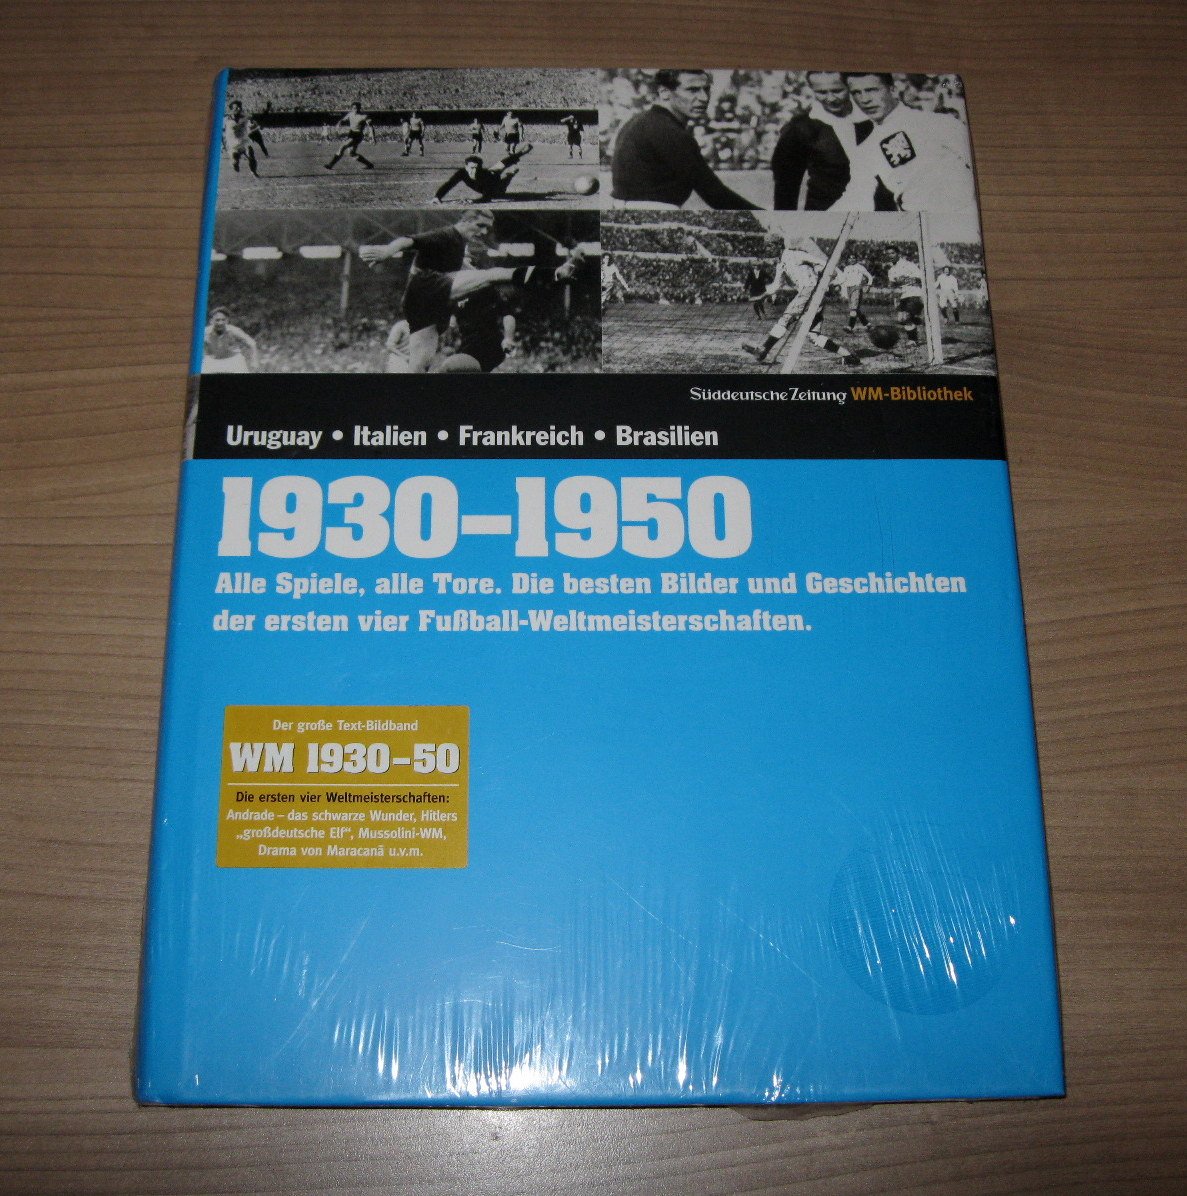 Süddeutsche Zeitung WM-Bibliothek
Uruguay • Italien • Frankreich • Brasilien
1930–1950
Alle Spiele, alle Tore. Die besten Bilder und Geschichten
der ersten vier Fußball-Weltmeisterschaften.
Der große Text-Bildband
WM 1930–50
Die ersten vier Weltmeisterschaften:
Andrade – das schwarze Wunder, Hitlers
„großdeutsche Elf“, Mussolini-WM,
Drama von Maracanã u.v.m.